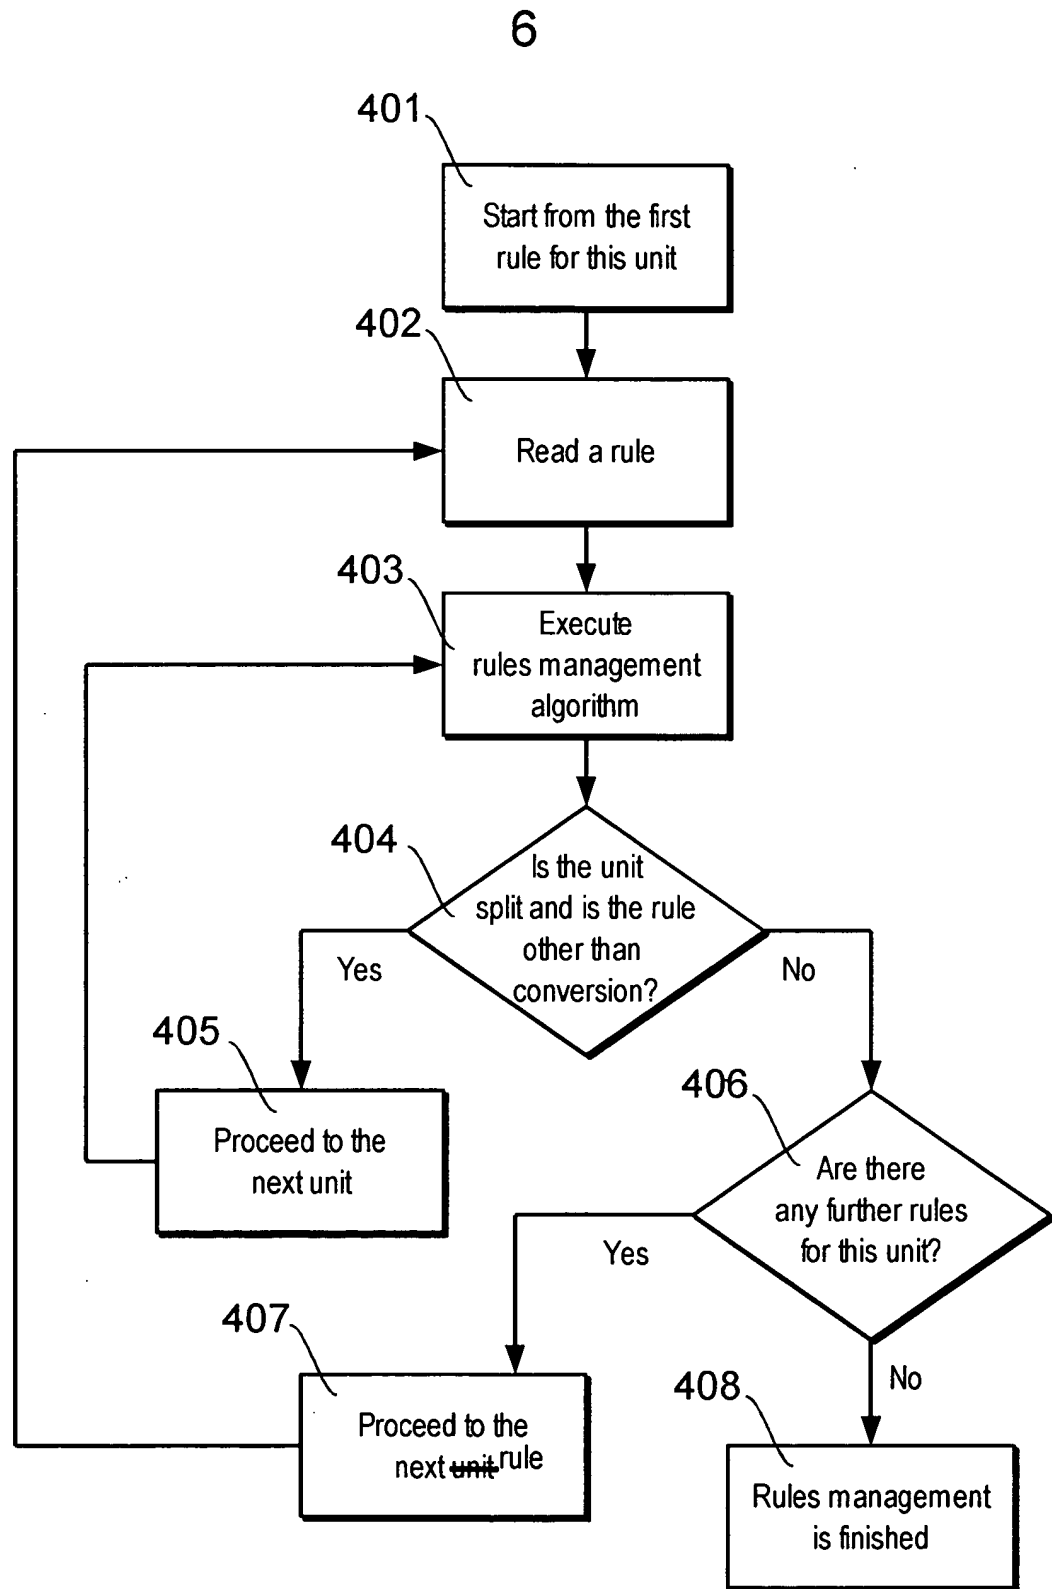 6
401
Start from the first
rule for this unit
402
Read a rule
403
Execute
rules management
algorithm
404
Is the unit
split and is the rule
other than
conversion?
Yes
No
405
Proceed to the
next unit
406
Are there
any further rules
for this unit?
Yes
No
407
Proceed to the
next unit rule
408
Rules management
is finished